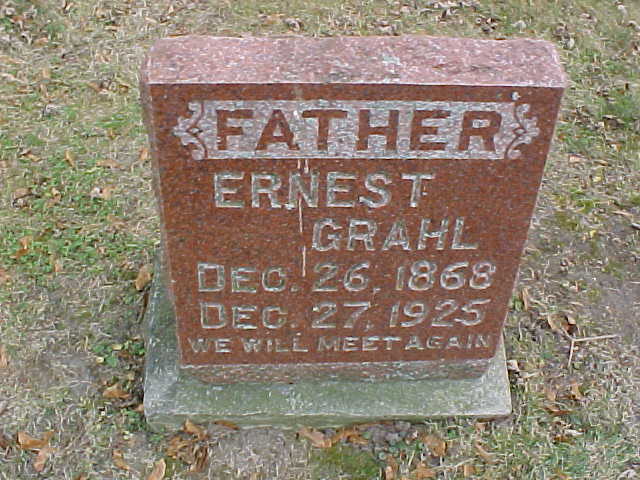 FATHER
ERNEST
GRAHL
DEC. 26, 1868
DEC. 27, 1925
WE WILL MEET AGAIN